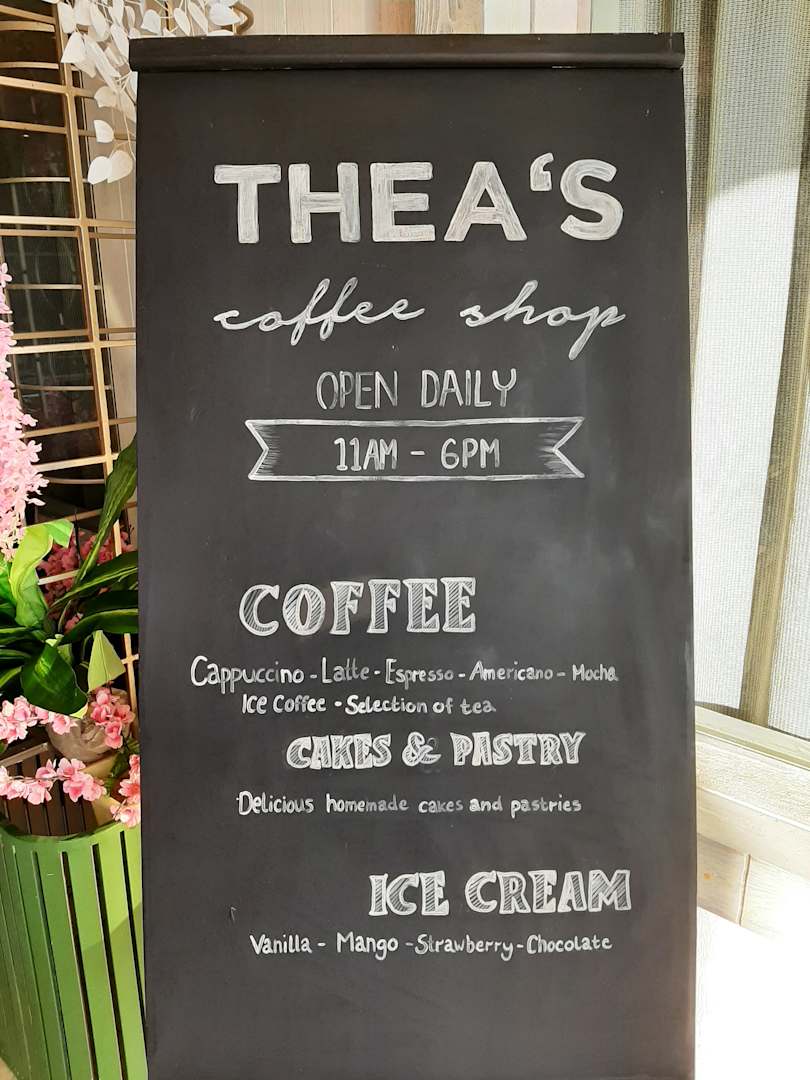 THEA‘S
coffee shop
OPEN DAILY
11AM - 6PM
COFFEE
Cappuccino - Latte - Espresso - Americano - Mocha
ICE Coffee - Selection of tea
CAKES & PASTRY
Delicious homemade cakes and pastries
ICE CREAM
Vanilla - Mango - Strawberry - Chocolate